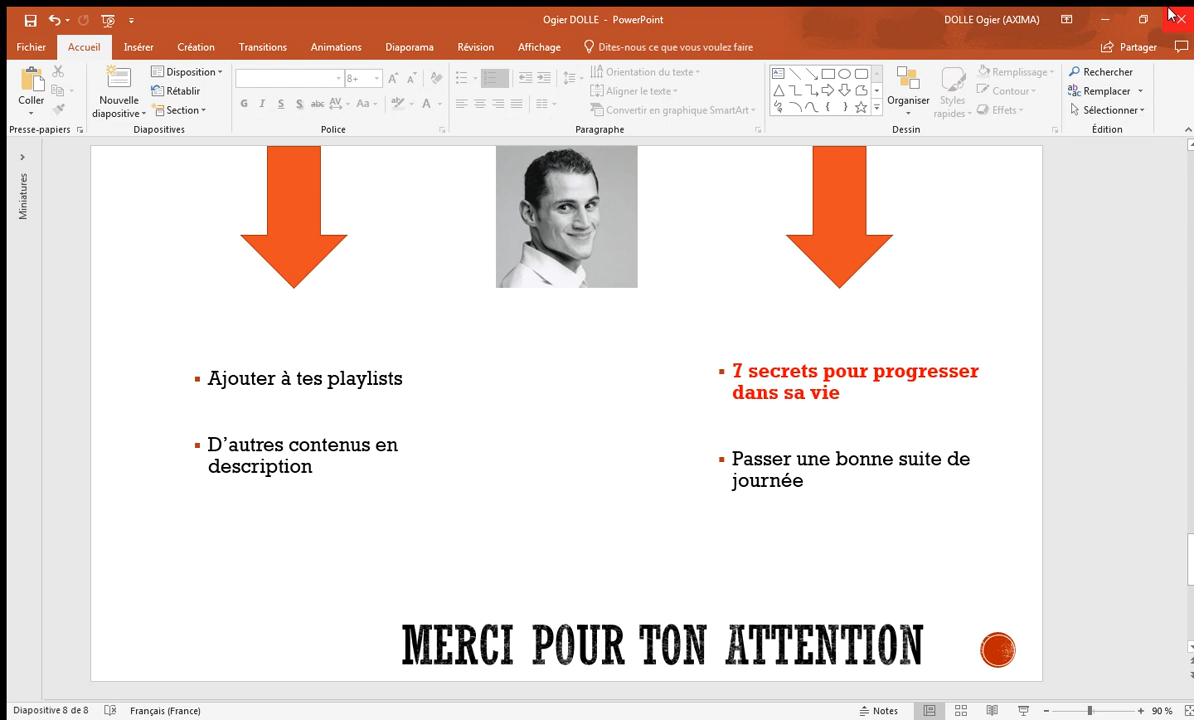 Ogier DOLLE - PowerPoint
DOLLE Ogier (AXIMA)
Fichier
Accueil
Insérer
Création
Transitions
Animations
Diaporama
Révision
Affichage
Dites-nous ce que vous voulez faire
Partager
Coller
Nouvelle
diapositive
Disposition
Rétablir
Section
8+
G I S S abc AV Aa A
Orientation du texte
Aligner le texte
Convertir en graphique SmartArt
Organiser
Styles
rapides
Remplissage
Contour
Effets
Rechercher
Remplacer
Sélectionner
Presse-papiers
Diapositives
Police
Paragraphe
Dessin
Édition
Miniatures
Ajouter à tes playlists
D’autres contenus en
description
7 secrets pour progresser
dans sa vie
Passer une bonne suite de
journée
MERCI POUR TON ATTENTION
Diapositive 8 de 8
Français (France)
Notes
90 %